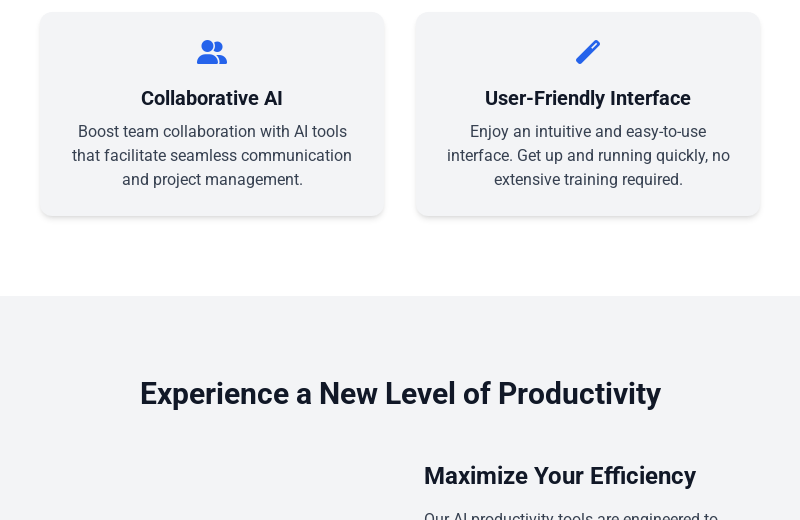 Collaborative AI
Boost team collaboration with AI tools
that facilitate seamless communication
and project management.
User-Friendly Interface
Enjoy an intuitive and easy-to-use
interface. Get up and running quickly, no
extensive training required.
Experience a New Level of Productivity
Maximize Your Efficiency
Our AI productivity tools are engineered to